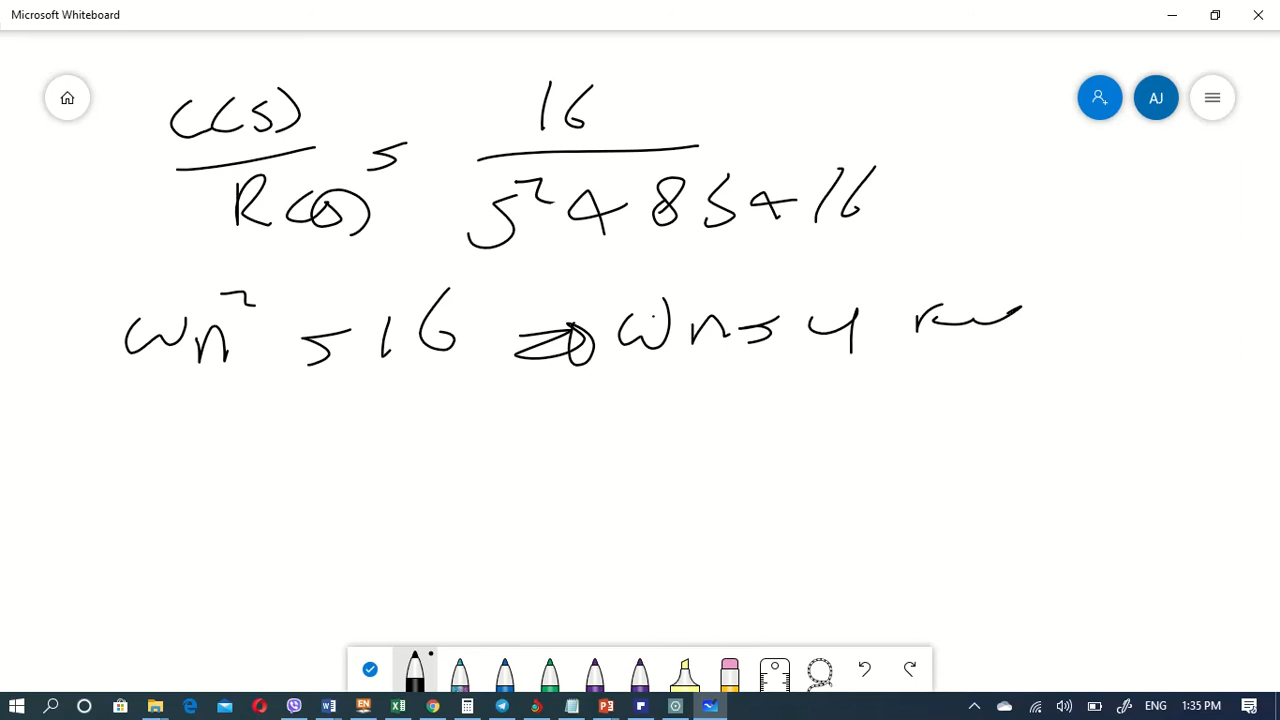 Microsoft Whiteboard
AJ
C(s) 16
R(s) = s² + 8s + 16
ωn² = 16 ⇒ ωn = 4
ENG 1:35 PM